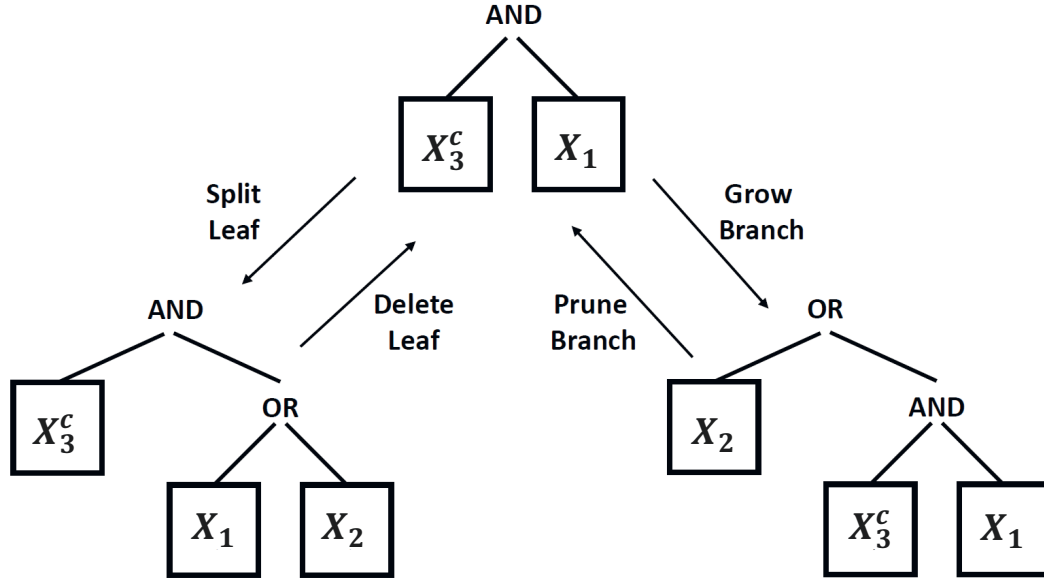 AND
X_3^c X_1
Split
Leaf
Grow
Branch
Delete
Leaf
Prune
Branch
AND
X_3^c
OR
X_1 X_2
OR
X_2
AND
X_3^c X_1